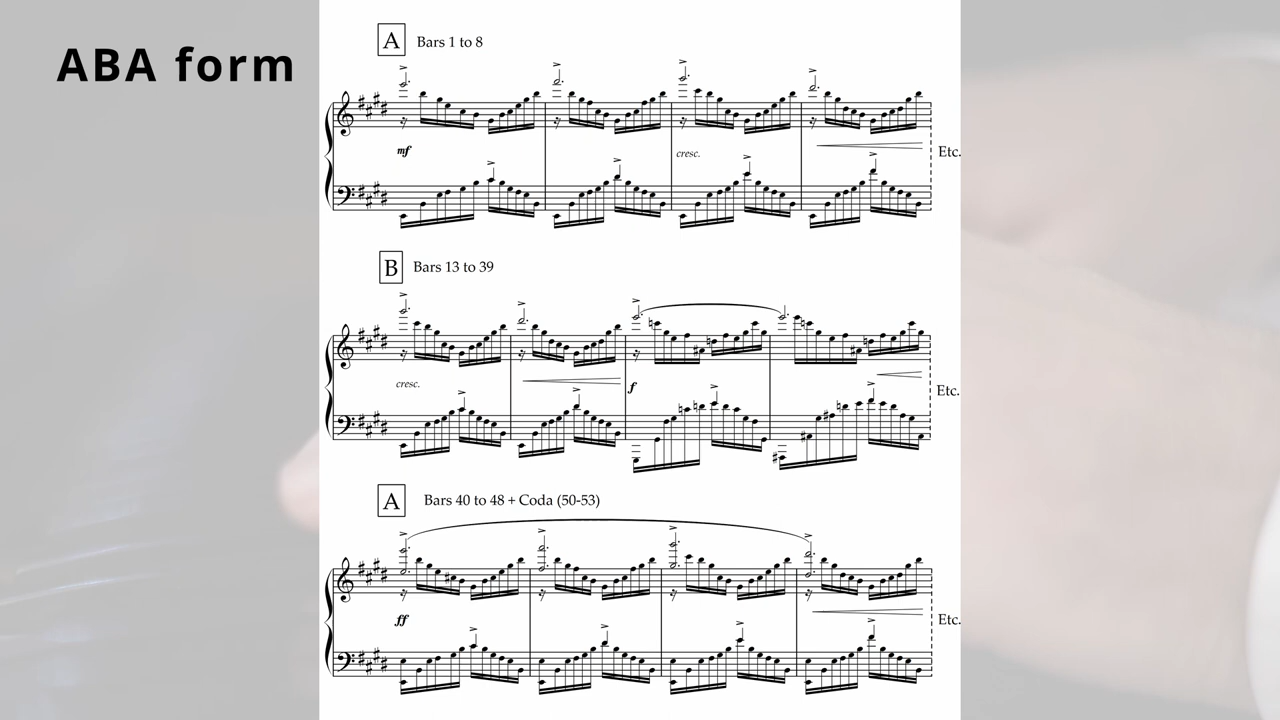 ABA form
A Bars 1 to 8
mf
cresc.
Etc.
B Bars 13 to 39
cresc.
f
Etc.
A Bars 40 to 48 + Coda (50-53)
ff
Etc.